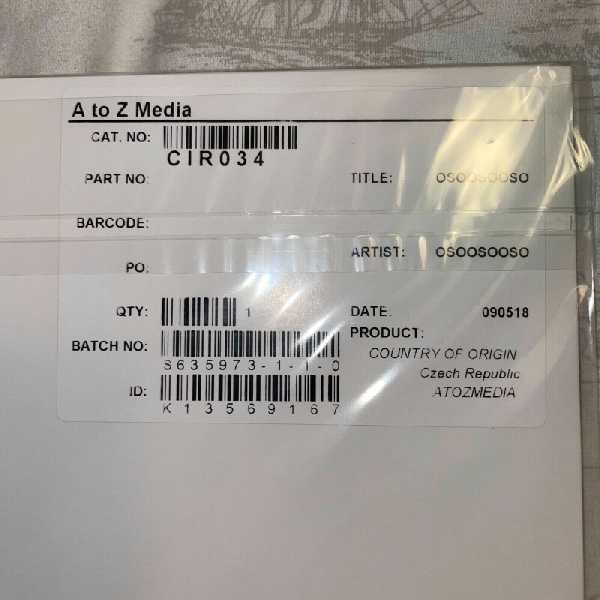 A to Z Media
CAT. NO:
CIR034
PART NO:
TITLE: OSOOSOOSO
BARCODE:
PO:
ARTIST: OSOOSOOSO
QTY: 1
DATE: 090518
BATCH NO:
S635973-1-1-0
PRODUCT:
COUNTRY OF ORIGIN
Czech Republic
ATOZMEDIA
ID:
K13569167